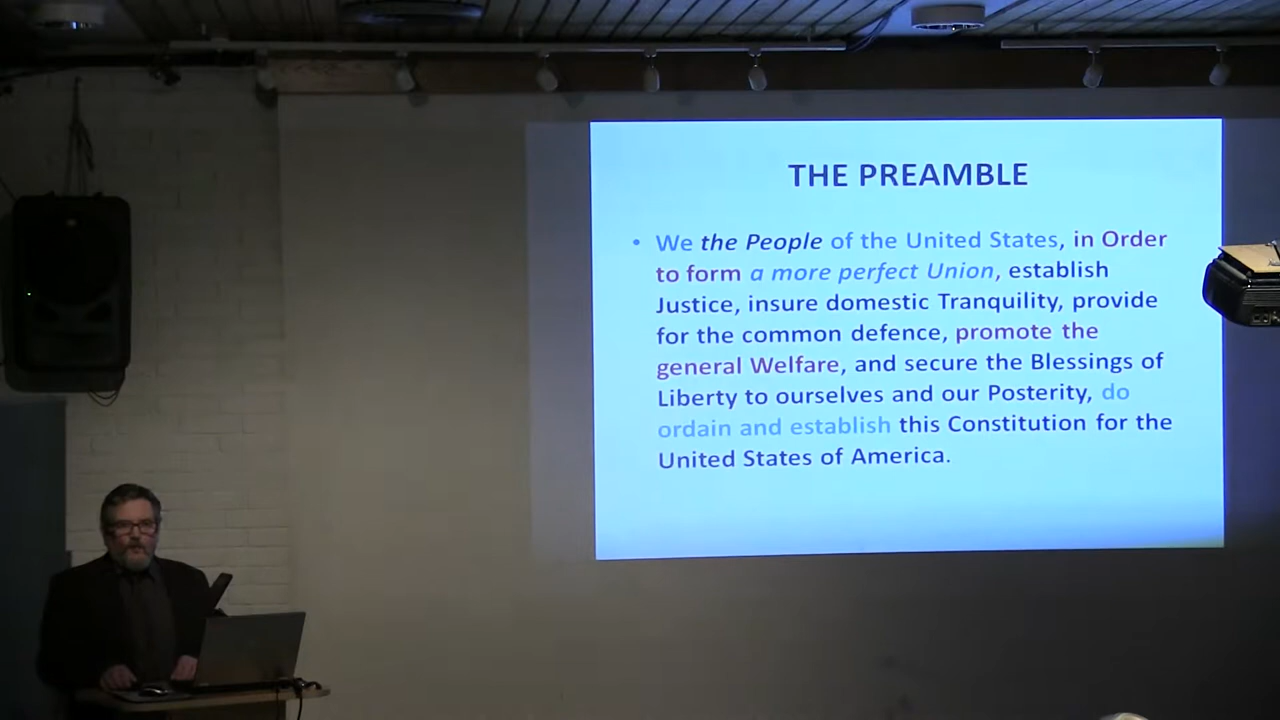 THE PREAMBLE
• We the People of the United States, in Order
to form a more perfect Union, establish
Justice, insure domestic Tranquility, provide
for the common defence, promote the
general Welfare, and secure the Blessings of
Liberty to ourselves and our Posterity, do
ordain and establish this Constitution for the
United States of America.